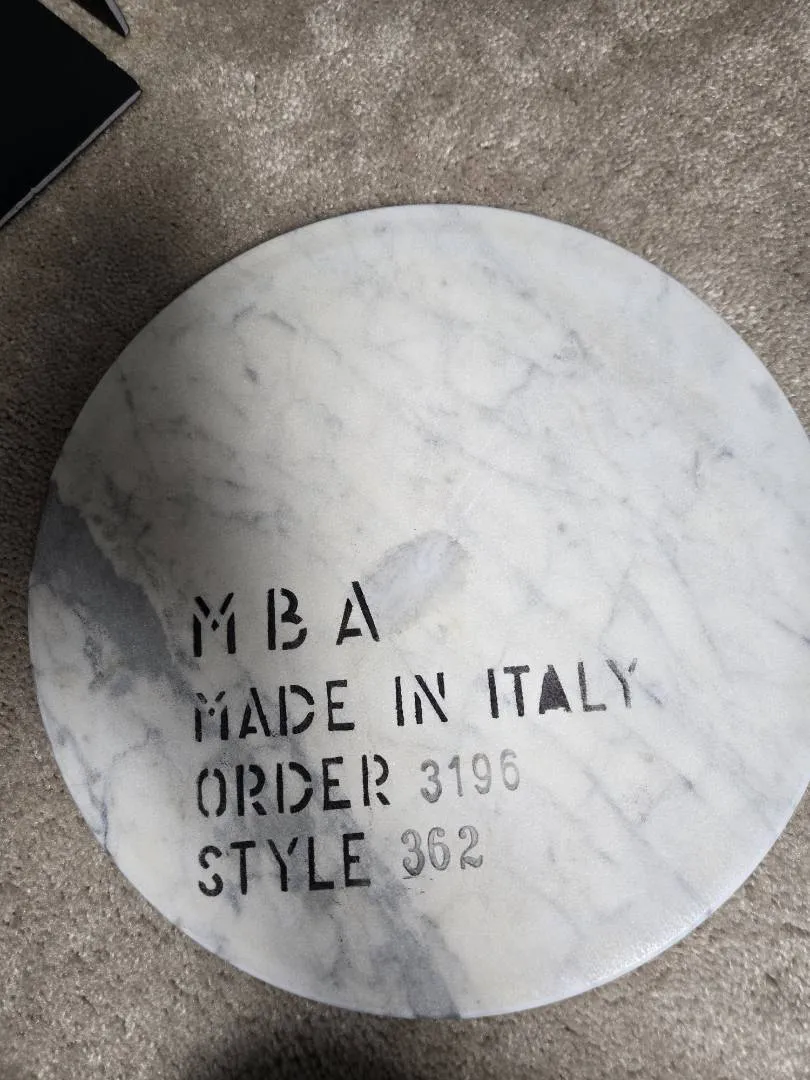 MBA
MADE IN ITALY
ORDER 3196
STYLE 362